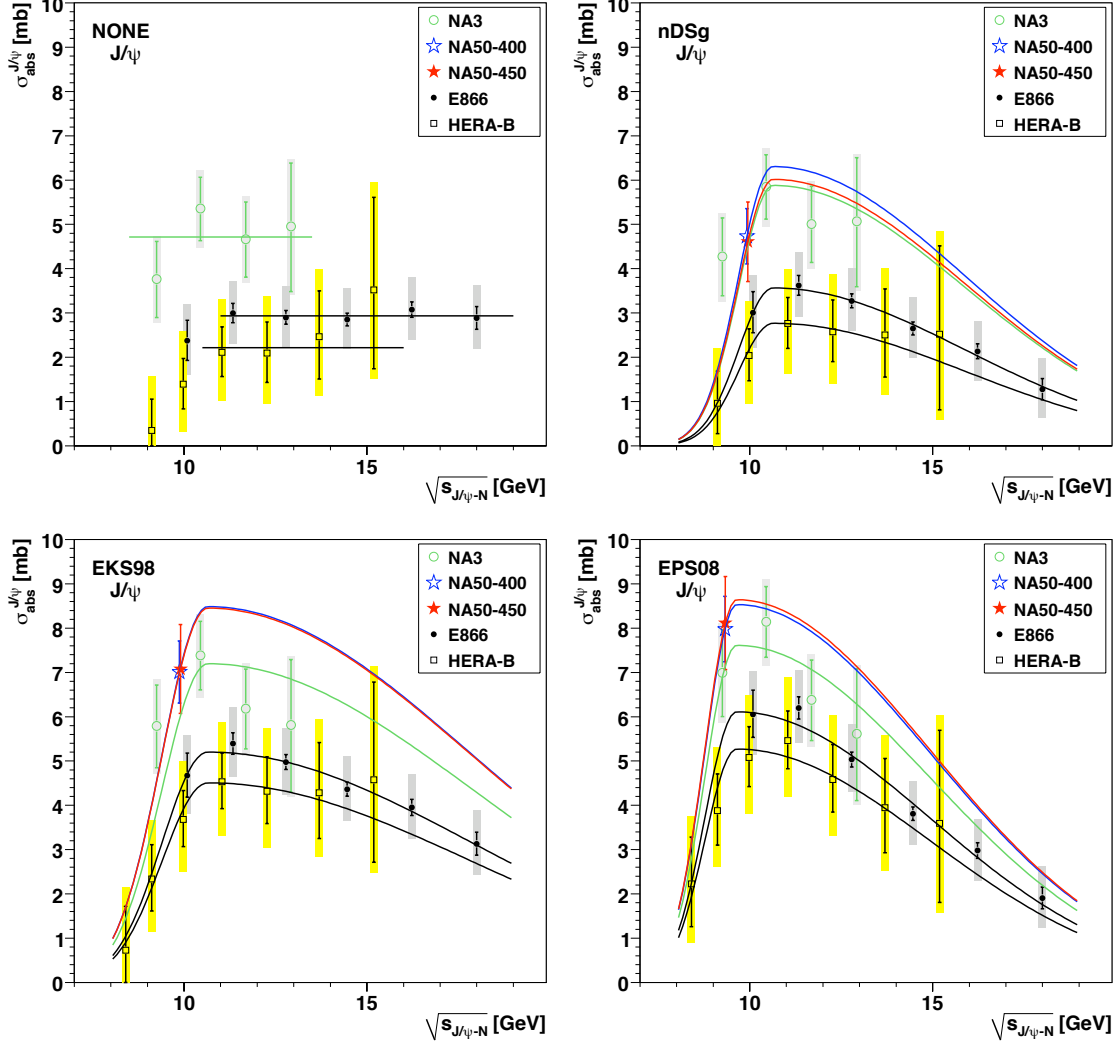 σ_abs^J/ψ [mb]
10
9
8
7
6
5
4
3
2
1
0
NONE
J/ψ
NA3
NA50-400
NA50-450
E866
HERA-B
10
15
√s_J/ψ-N [GeV]
σ_abs^J/ψ [mb]
10
9
8
7
6
5
4
3
2
1
0
nDSg
J/ψ
NA3
NA50-400
NA50-450
E866
HERA-B
10
15
√s_J/ψ-N [GeV]
σ_abs^J/ψ [mb]
10
9
8
7
6
5
4
3
2
1
0
EKS98
J/ψ
NA3
NA50-400
NA50-450
E866
HERA-B
10
15
√s_J/ψ-N [GeV]
σ_abs^J/ψ [mb]
10
9
8
7
6
5
4
3
2
1
0
EPS08
J/ψ
NA3
NA50-400
NA50-450
E866
HERA-B
10
15
√s_J/ψ-N [GeV]